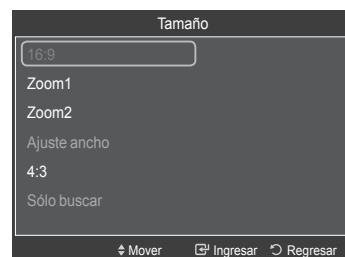 Tamaño
16:9
Zoom1
Zoom2
Ajuste ancho
4:3
Sólo buscar
Mover Ingresar Regresar